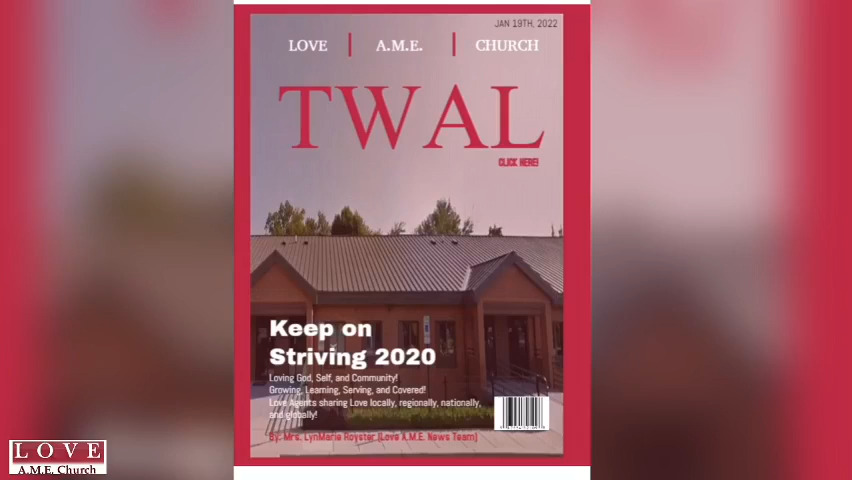 JAN 19TH, 2022
LOVE | A.M.E. | CHURCH
TWAL
CLICK HERE!
Keep on
Striving 2020
Loving God, Self, and Community!
Growing, Learning, Serving, and Covered!
Love Agents sharing Love locally, regionally, nationally,
and globally!
By: Mrs. LynMarie Royster (Love A.M.E. News Team)
LOVE
A.M.E. Church